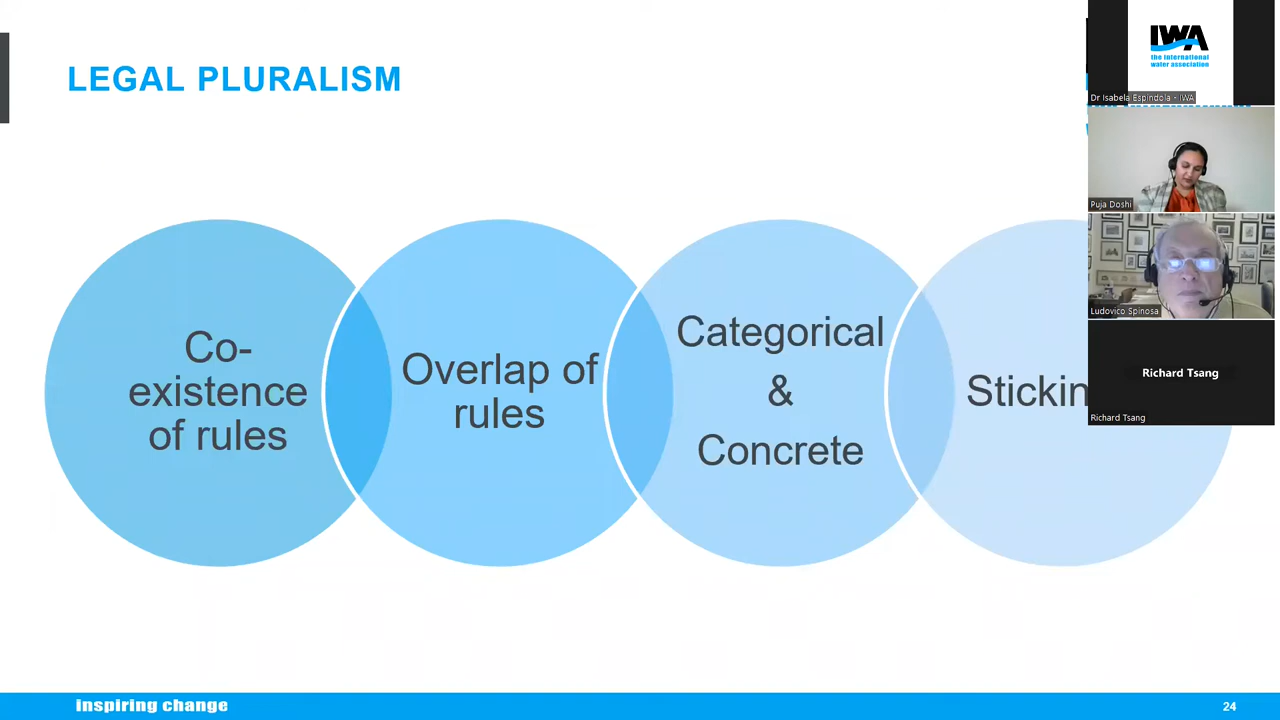 LEGAL PLURALISM
Co-
existence
of rules
Overlap of
rules
Categorical
&
Concrete
IWA
the international
water association
Dr Isabela Espindola - IWA
Puja Doshi
Ludovico Spinosa
Richard Tsang
Richard Tsang
inspiring change
24